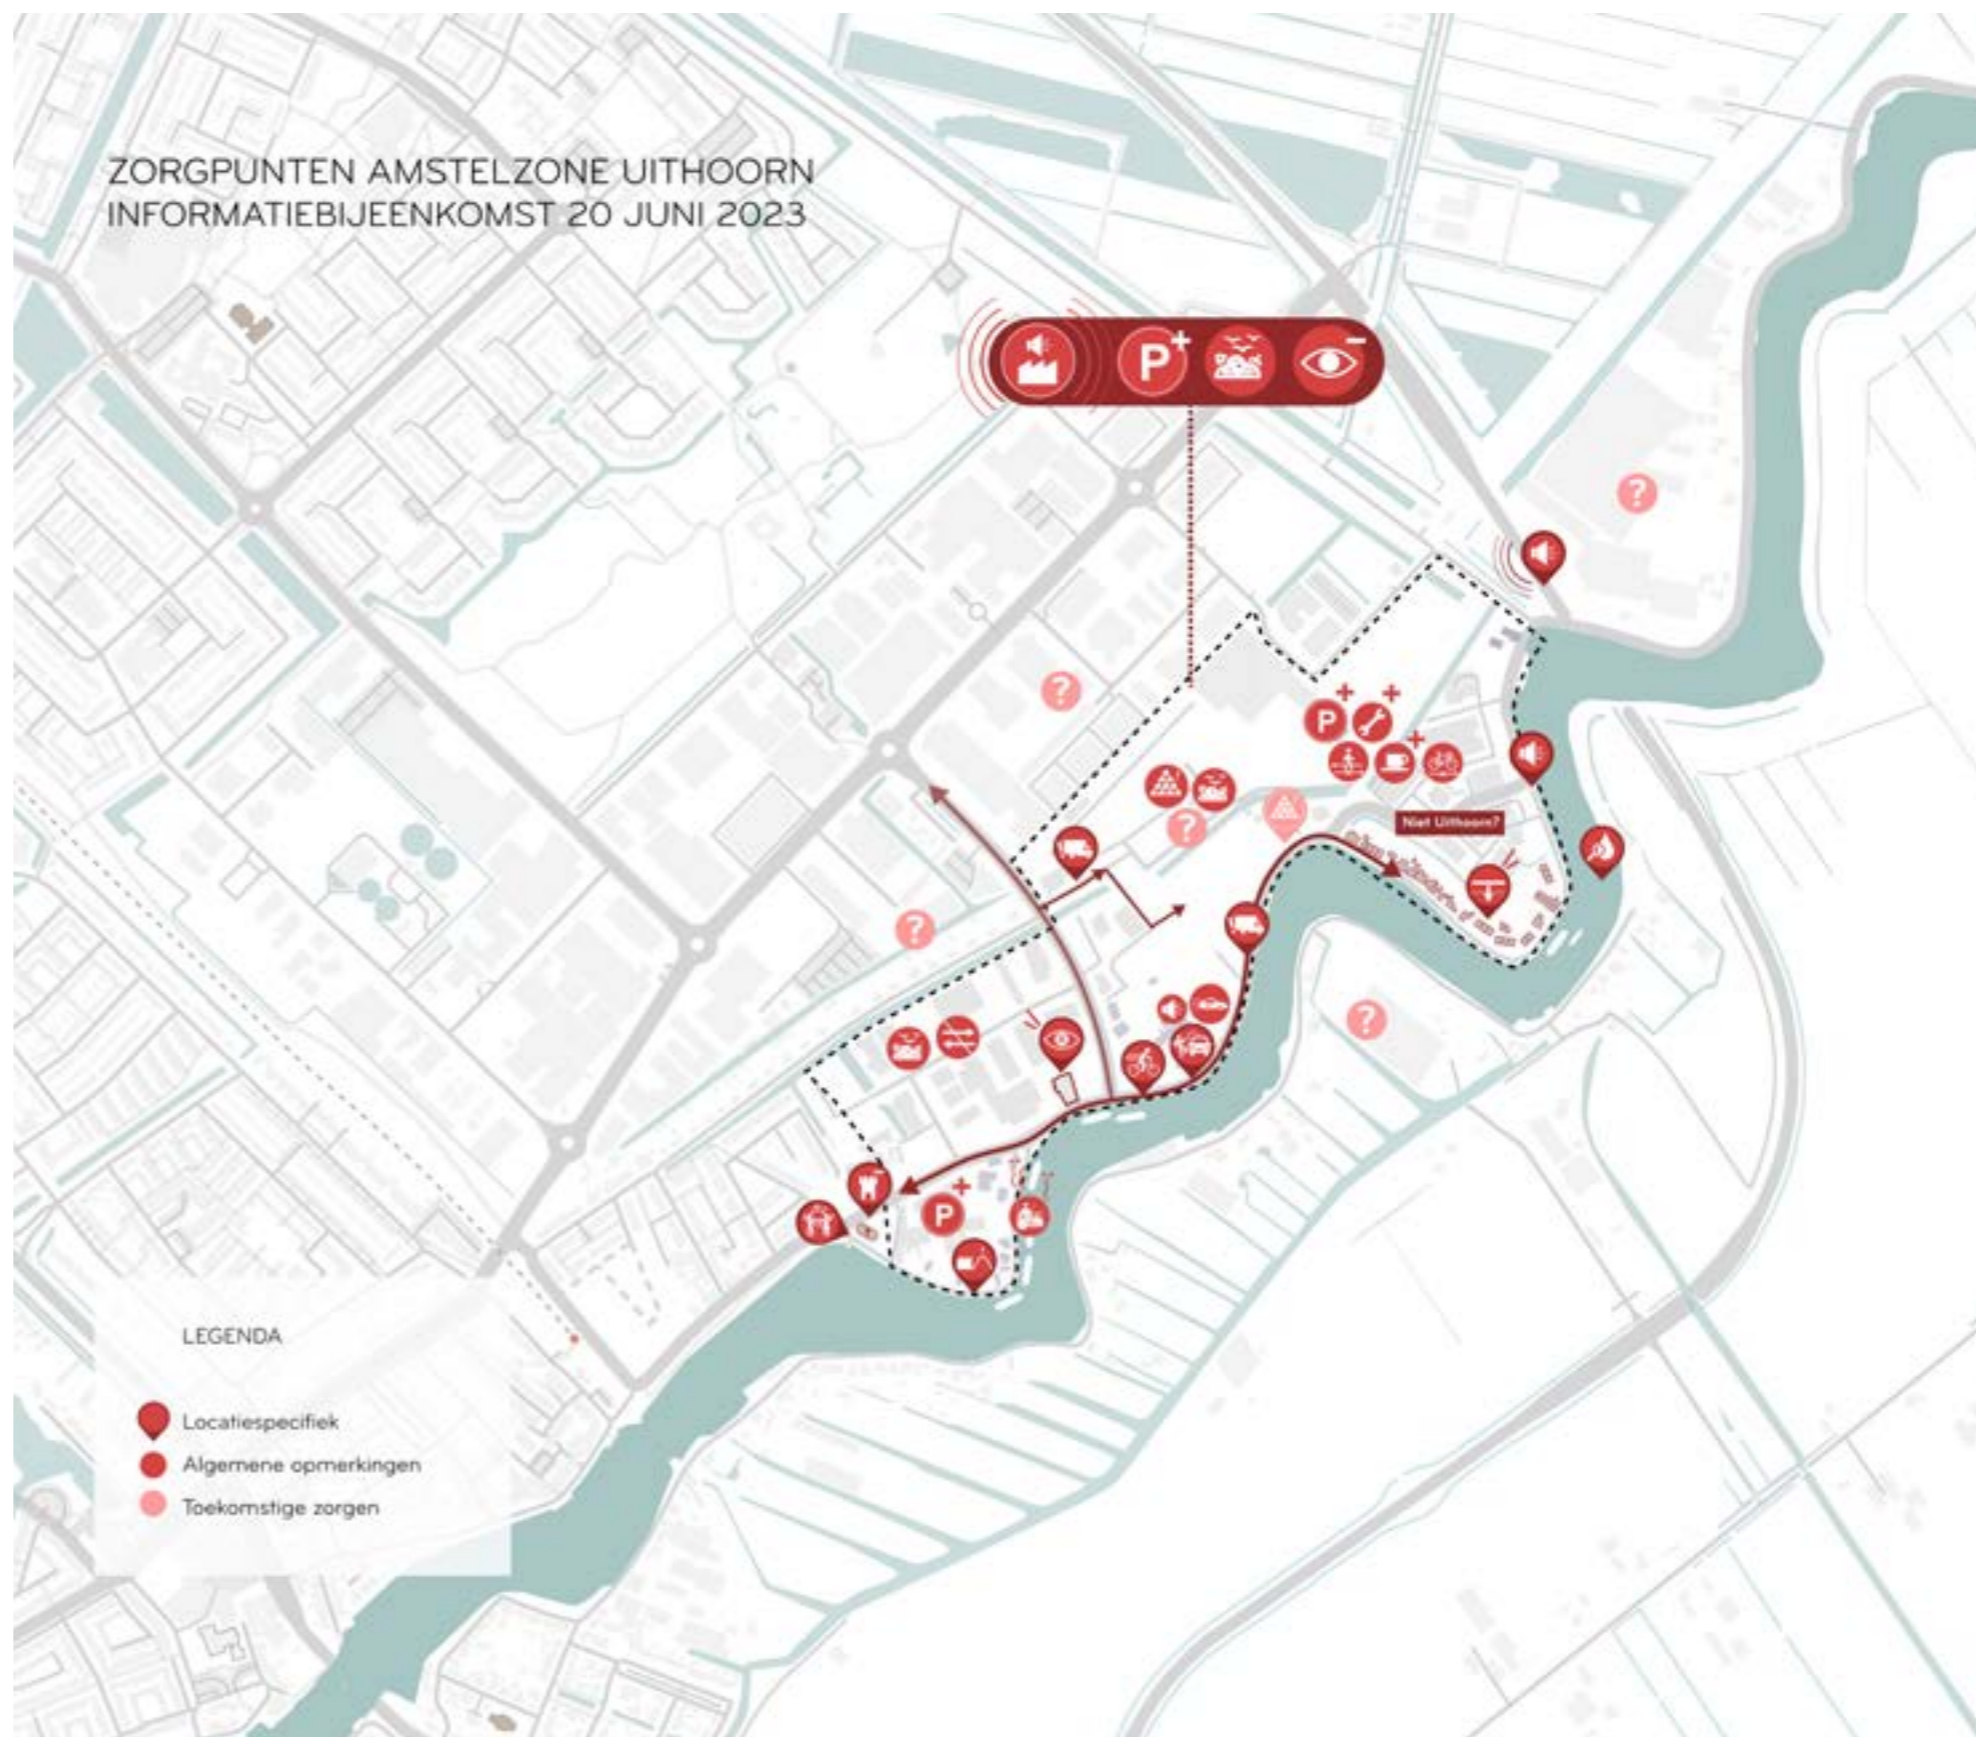 ZORGPUNTEN AMSTELZONE UITHOORN
INFORMATIEBIJEENKOMST 20 JUNI 2023
P+
?
?
P
?
Niet Uithoorn?
?
?
P
LEGENDA
Locatiespecifiek
Algemene opmerkingen
Toekomstige zorgen